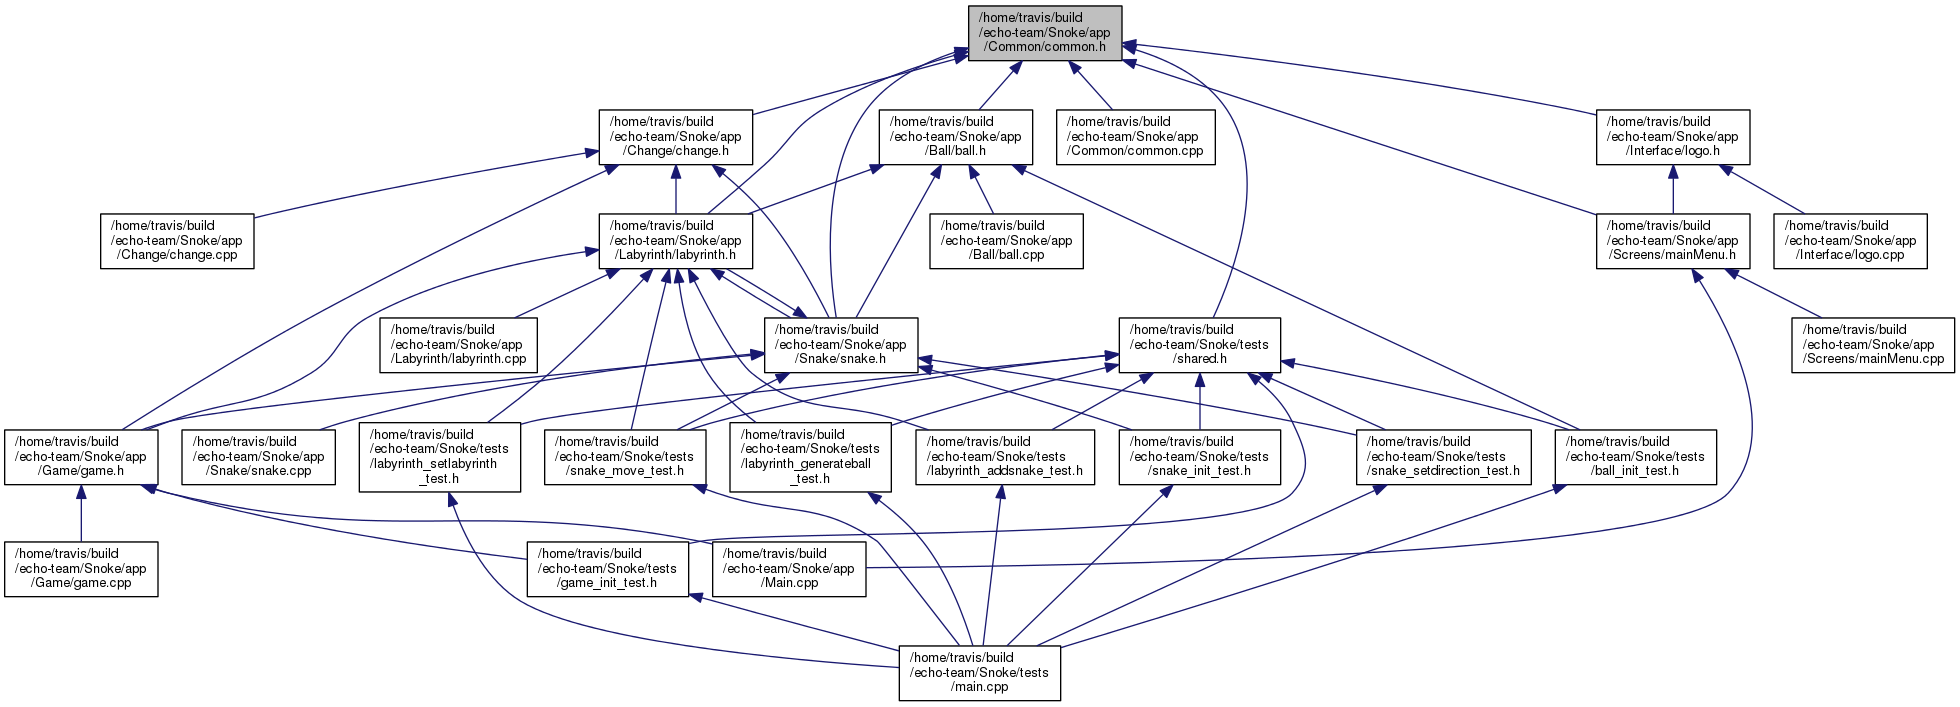 /home/travis/build
/echo-team/Snoke/app
/Common/common.h
/home/travis/build
/echo-team/Snoke/app
/Change/change.h
/home/travis/build
/echo-team/Snoke/app
/Ball/ball.h
/home/travis/build
/echo-team/Snoke/app
/Common/common.cpp
/home/travis/build
/echo-team/Snoke/app
/Interface/logo.h
/home/travis/build
/echo-team/Snoke/app
/Change/change.cpp
/home/travis/build
/echo-team/Snoke/app
/Labyrinth/labyrinth.h
/home/travis/build
/echo-team/Snoke/app
/Ball/ball.cpp
/home/travis/build
/echo-team/Snoke/app
/Screens/mainMenu.h
/home/travis/build
/echo-team/Snoke/app
/Interface/logo.cpp
/home/travis/build
/echo-team/Snoke/app
/Labyrinth/labyrinth.cpp
/home/travis/build
/echo-team/Snoke/app
/Snake/snake.h
/home/travis/build
/echo-team/Snoke/tests
/shared.h
/home/travis/build
/echo-team/Snoke/app
/Screens/mainMenu.cpp
/home/travis/build
/echo-team/Snoke/app
/Game/game.h
/home/travis/build
/echo-team/Snoke/app
/Snake/snake.cpp
/home/travis/build
/echo-team/Snoke/tests
/labyrinth_setlabyrinth
_test.h
/home/travis/build
/echo-team/Snoke/tests
/snake_move_test.h
/home/travis/build
/echo-team/Snoke/tests
/labyrinth_generateball
_test.h
/home/travis/build
/echo-team/Snoke/tests
/labyrinth_addsnake_test.h
/home/travis/build
/echo-team/Snoke/tests
/snake_init_test.h
/home/travis/build
/echo-team/Snoke/tests
/snake_setdirection_test.h
/home/travis/build
/echo-team/Snoke/tests
/ball_init_test.h
/home/travis/build
/echo-team/Snoke/app
/Game/game.cpp
/home/travis/build
/echo-team/Snoke/tests
/game_init_test.h
/home/travis/build
/echo-team/Snoke/app
/Main.cpp
/home/travis/build
/echo-team/Snoke/tests
/main.cpp